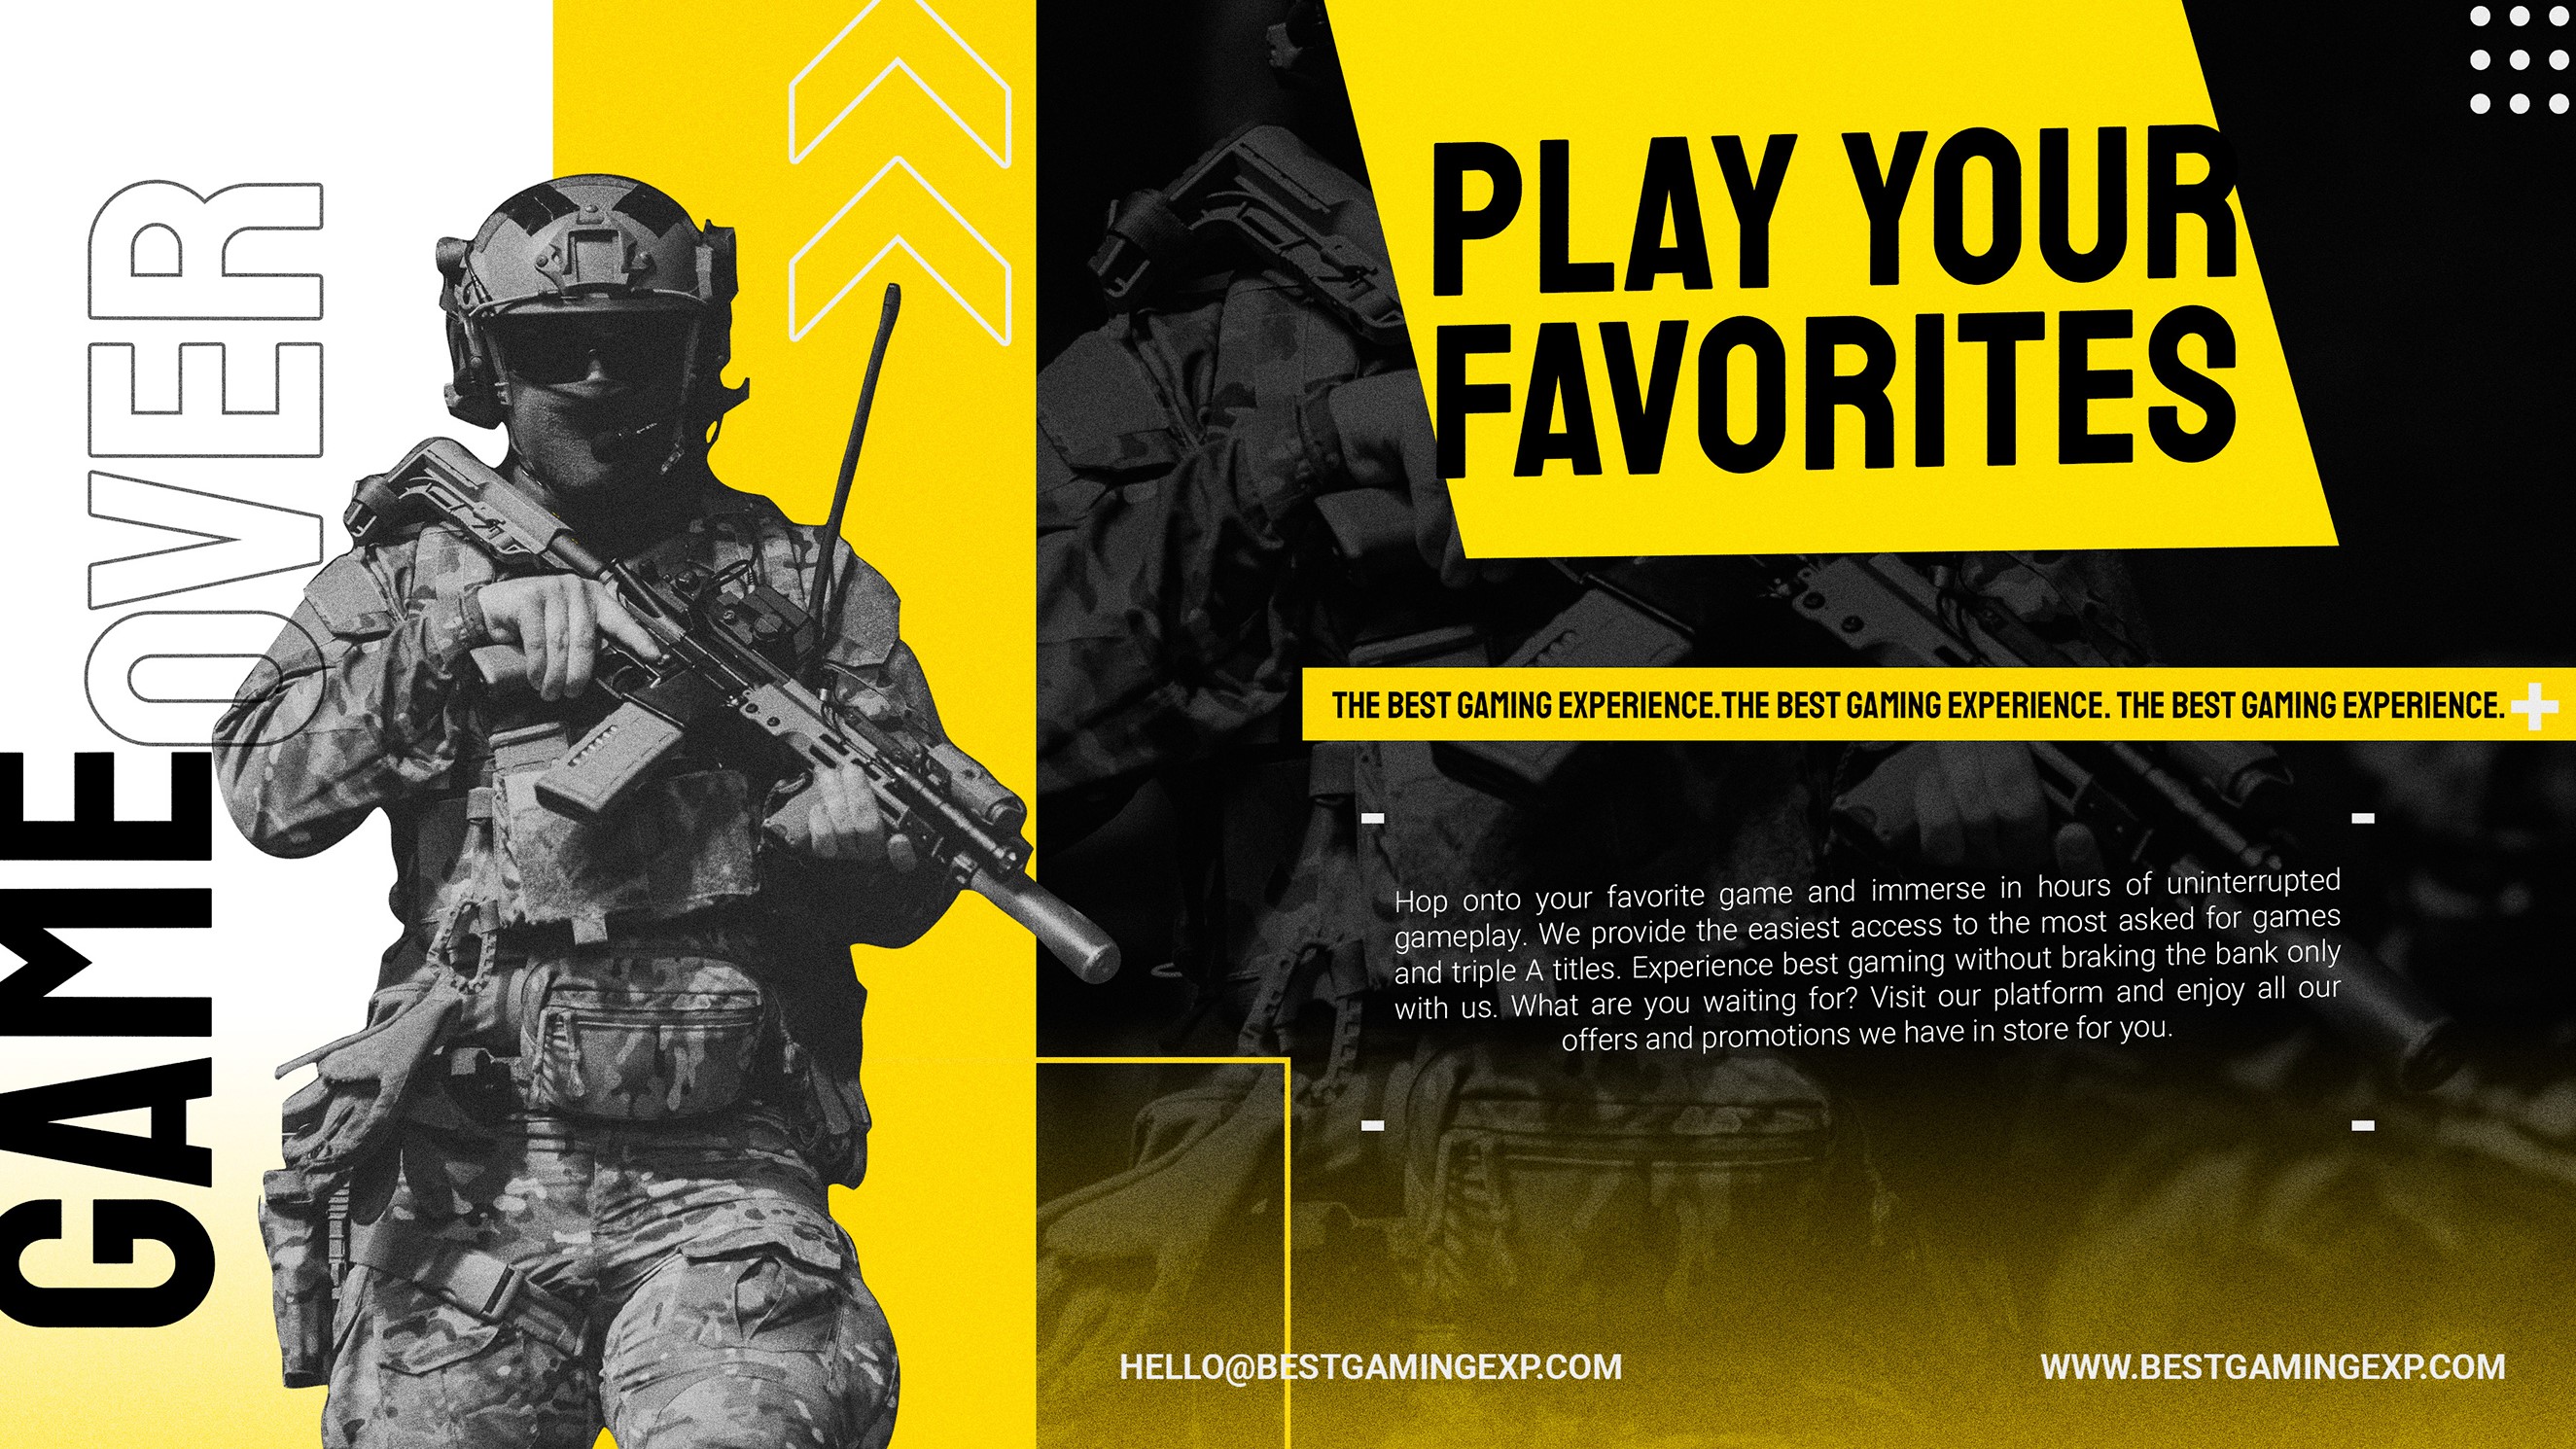 GAME
OVER
PLAY YOUR
FAVORITES
THE BEST GAMING EXPERIENCE.THE BEST GAMING EXPERIENCE. THE BEST GAMING EXPERIENCE.
Hop onto your favorite game and immerse in hours of uninterrupted
gameplay. We provide the easiest access to the most asked for games
and triple A titles. Experience best gaming without braking the bank only
with us. What are you waiting for? Visit our platform and enjoy all our
offers and promotions we have in store for you.
HELLO@BESTGAMINGEXP.COM
WWW.BESTGAMINGEXP.COM